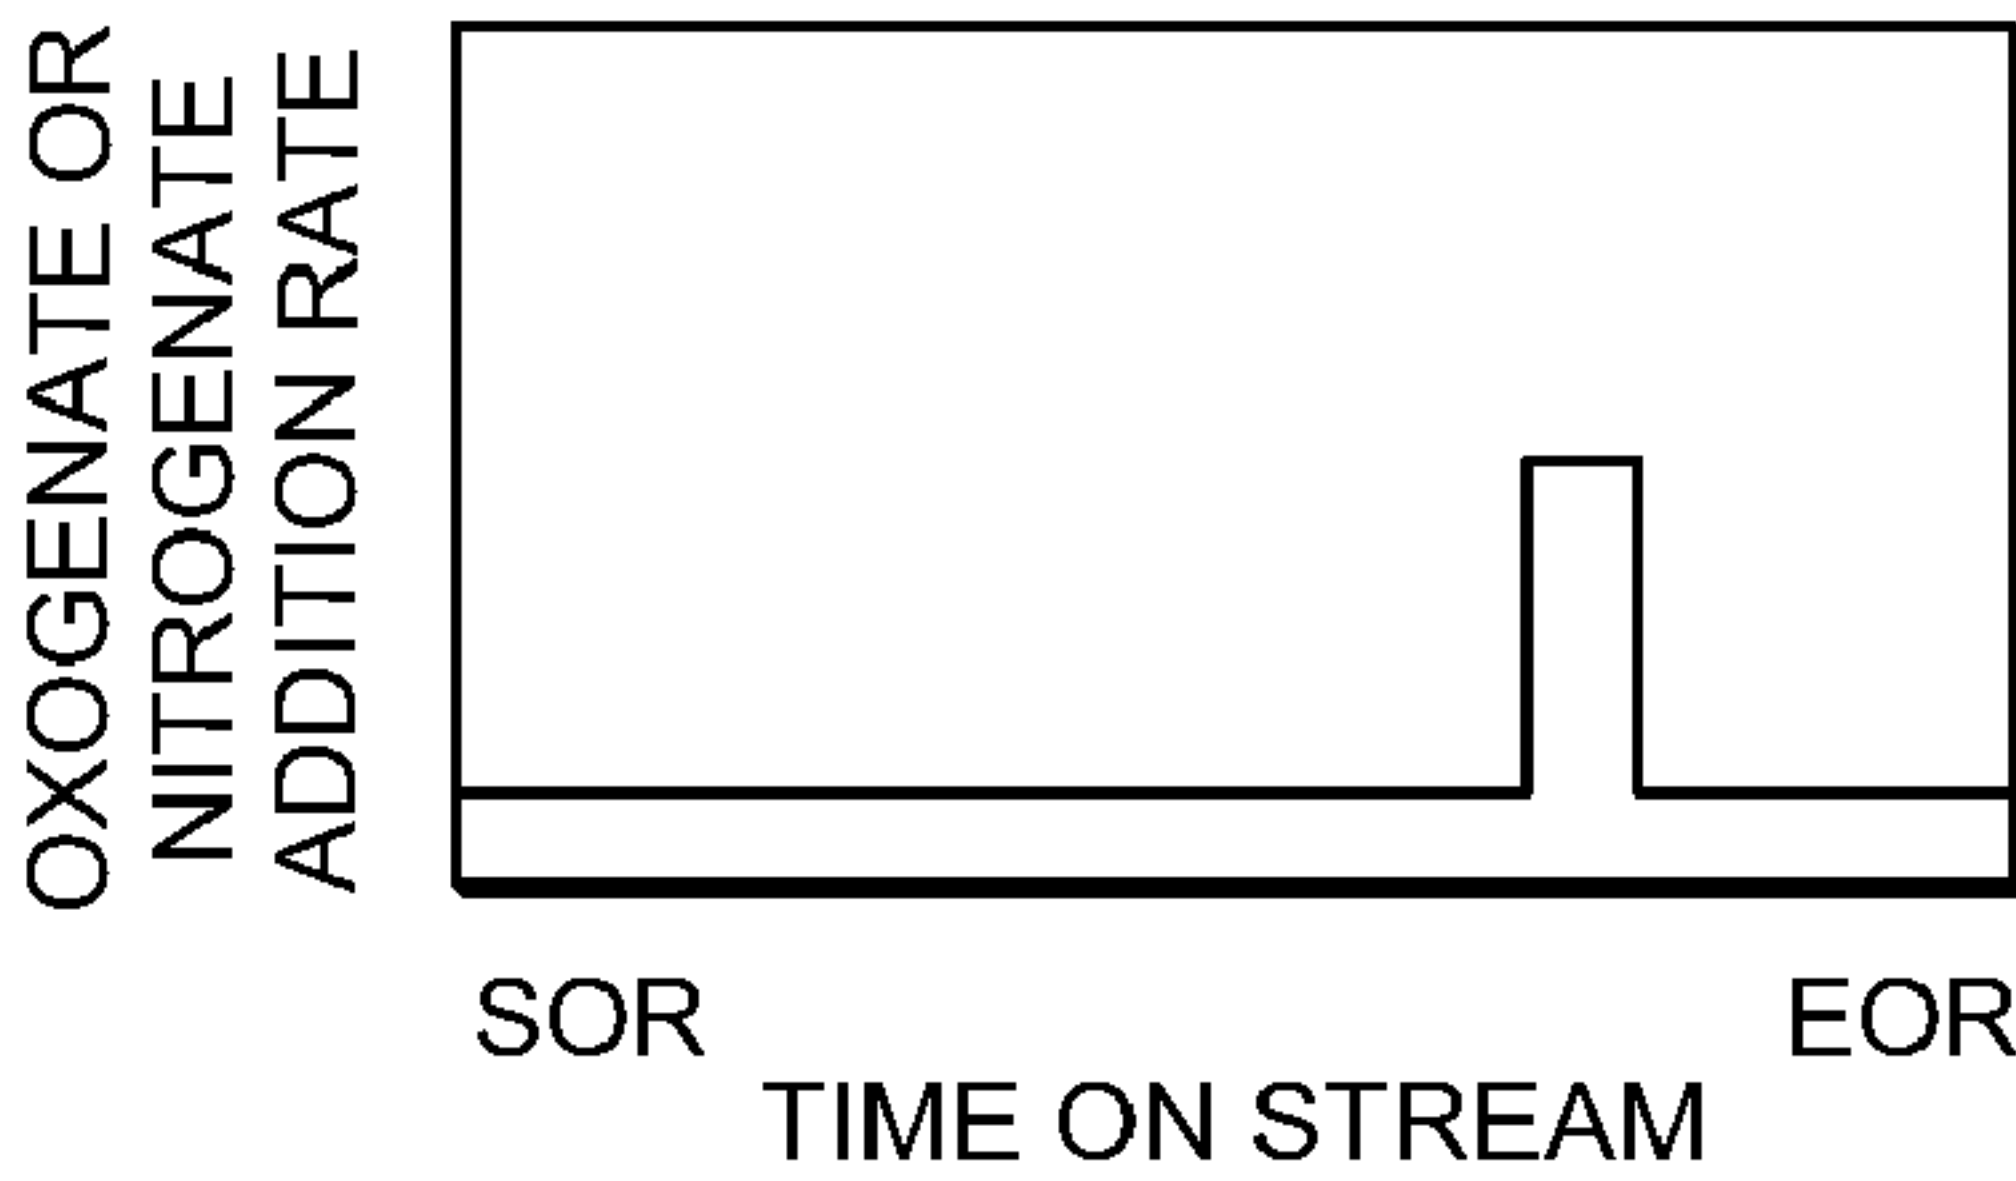 OXOGENATE OR
NITROGENATE
ADDITION RATE
SOR
EOR
TIME ON STREAM